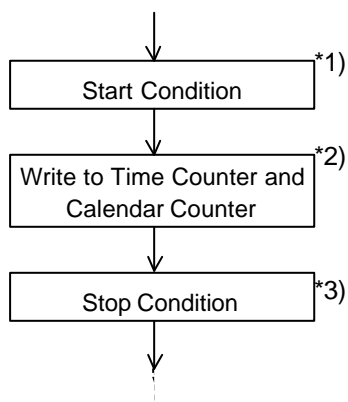 *1)
Start Condition
*2)
Write to Time Counter and
Calendar Counter
*3)
Stop Condition